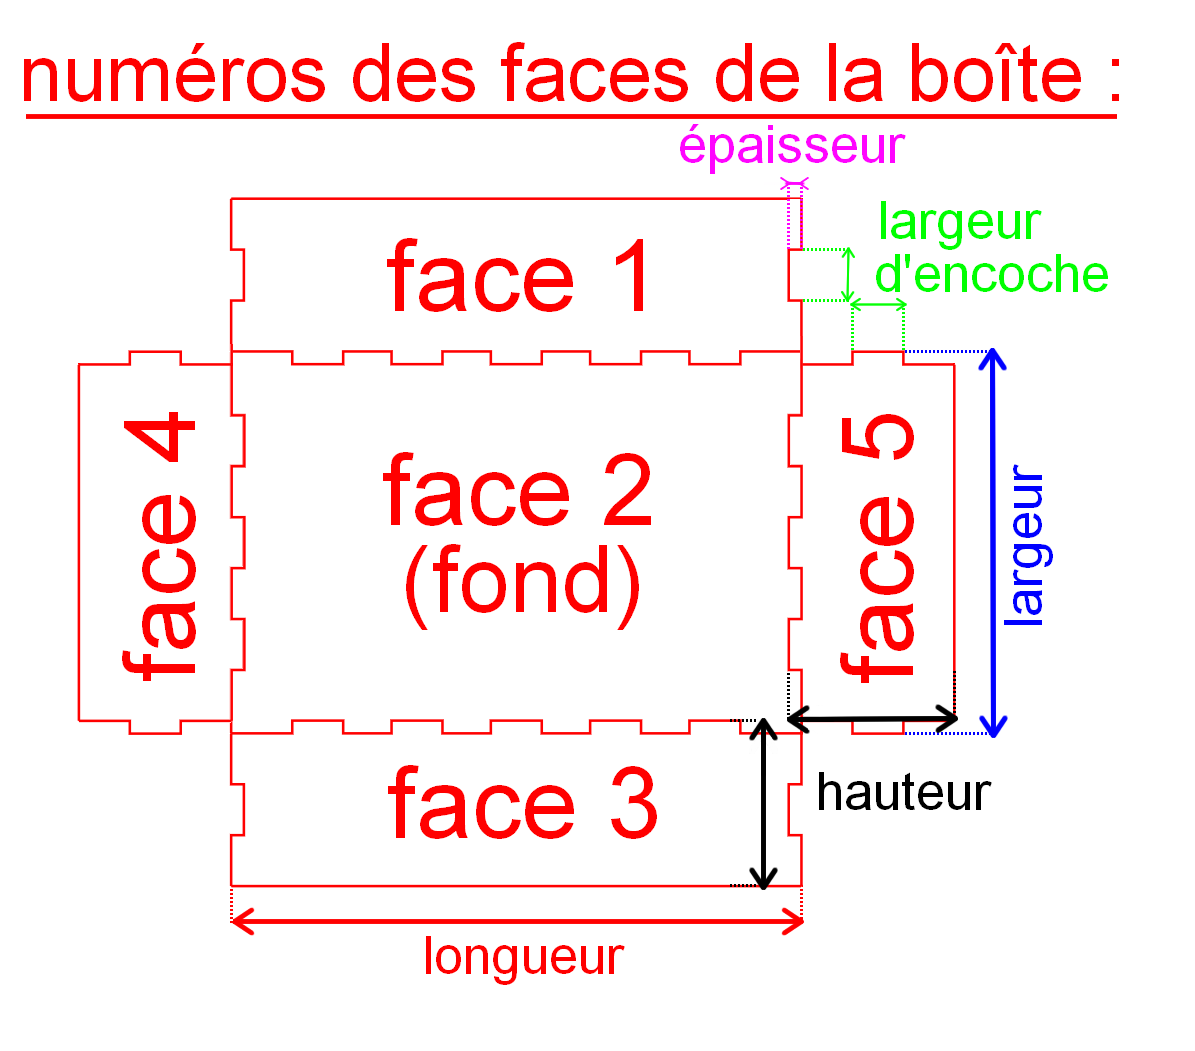 numéros des faces de la boîte :
épaisseur
largeur
d'encoche
face 1
face 4
face 2
(fond)
face 5
largeur
face 3
hauteur
longueur